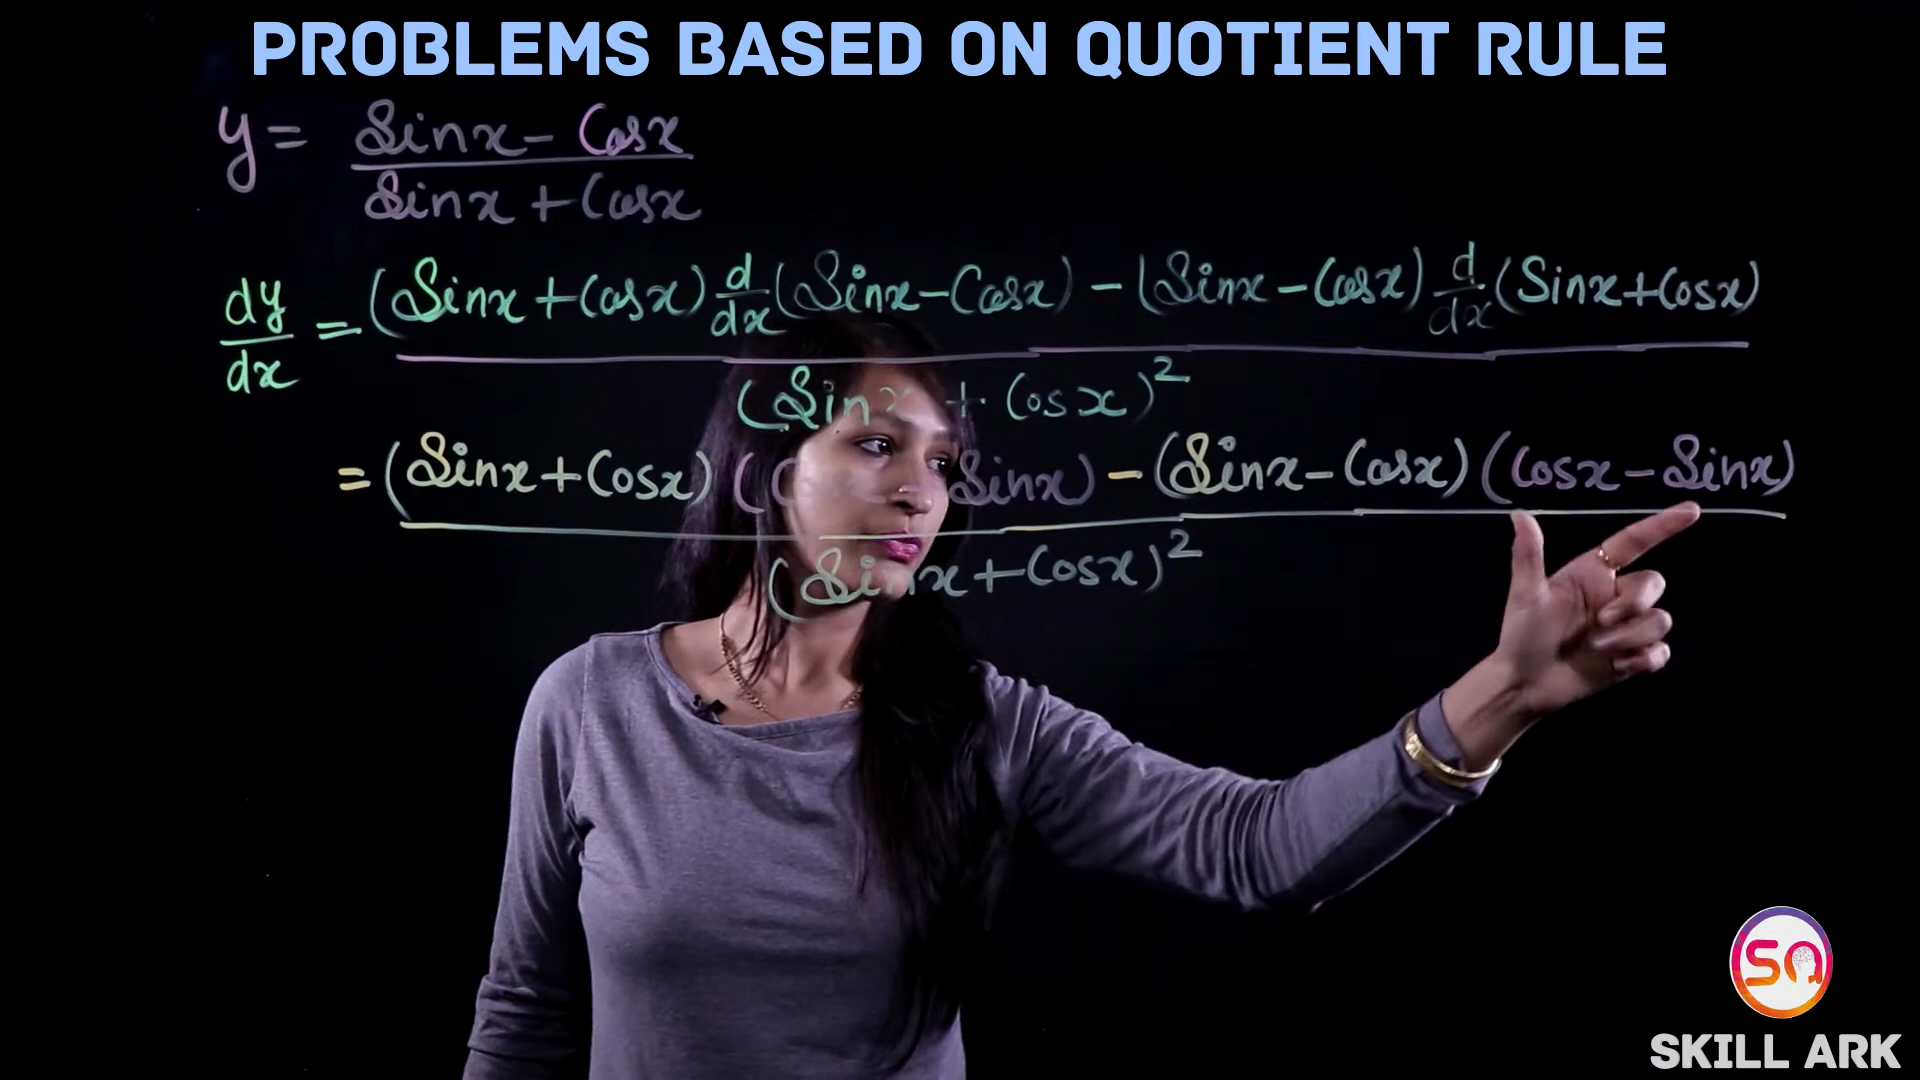 PROBLEMS BASED ON QUOTIENT RULE
y = Sinx - Cosx
Sinx + Cosx
dy/dx = (Sinx + Cosx) d/dx (Sinx - Cosx) - (Sinx - Cosx) d/dx (Sinx + Cosx)
(Sinx + Cosx)²
= (Sinx + Cosx) ( Sinx) - (Sinx - Cosx) (Cosx - Sinx)
(Sinx + Cosx)²
SA
SKILL ARK